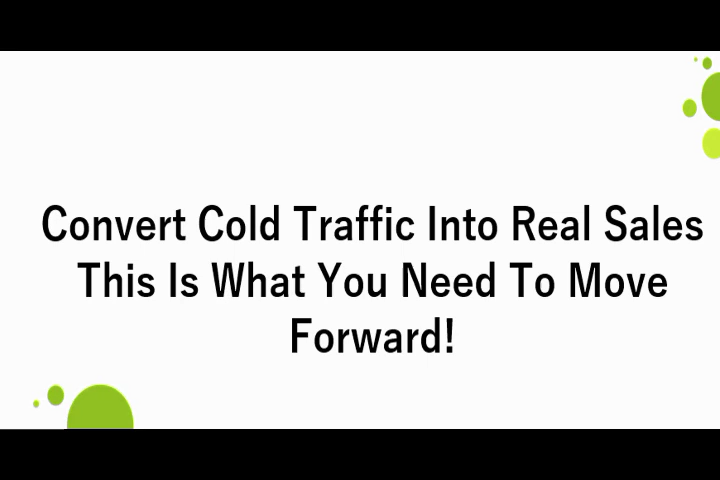 Convert Cold Traffic Into Real Sales
This Is What You Need To Move
Forward!